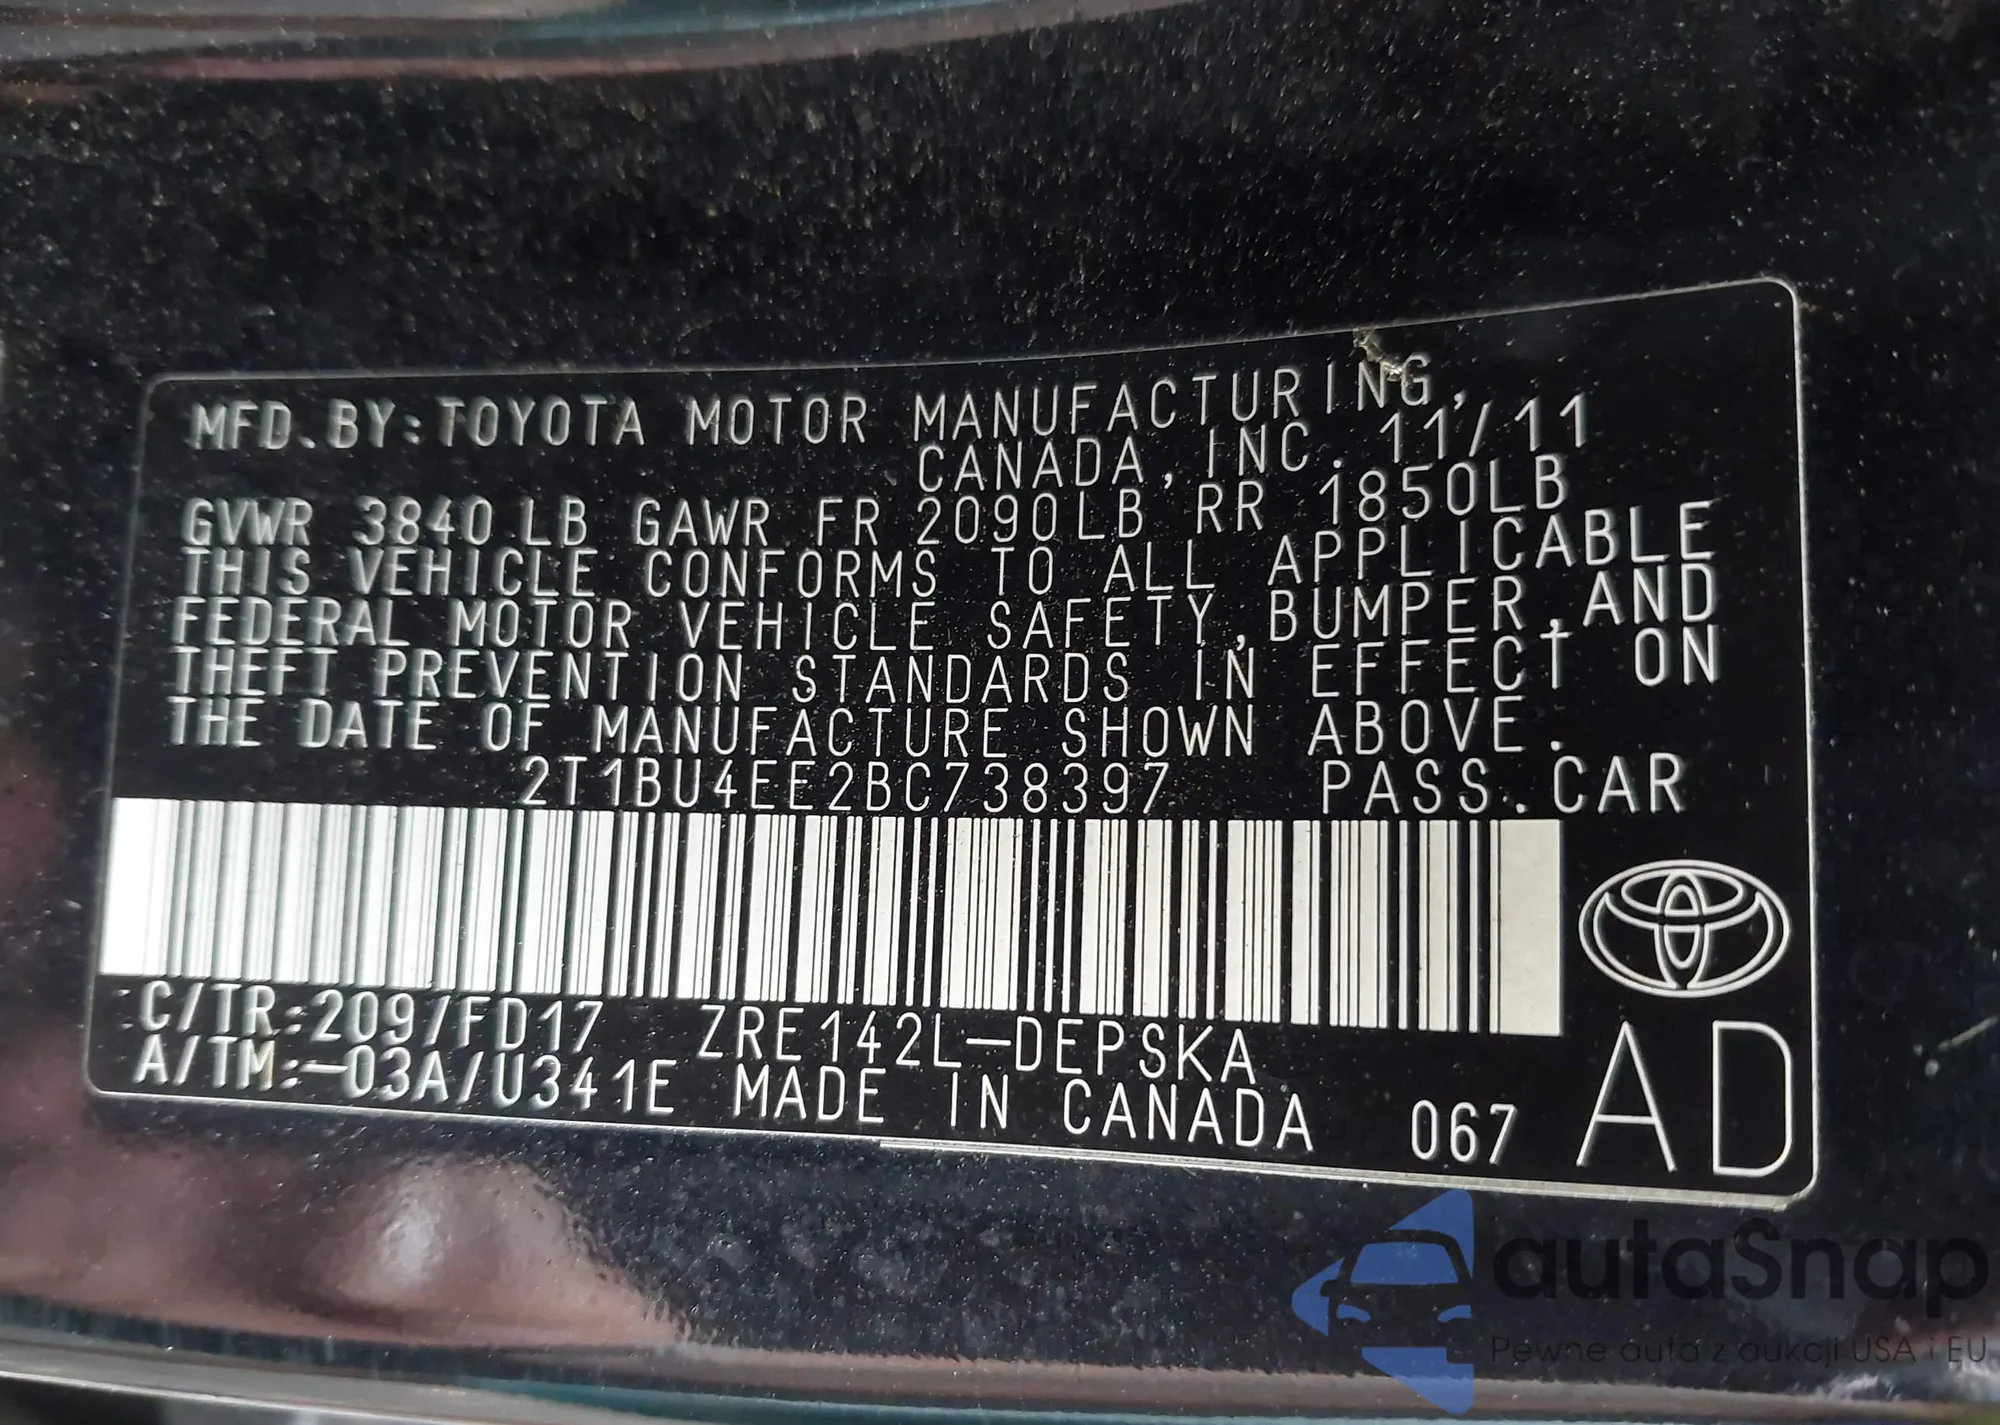 MFD.BY:TOYOTA MOTOR MANUFACTURING,
CANADA,INC. 11/11
GVWR 3840 LB GAWR FR 2090LB RR 1850LB
THIS VEHICLE CONFORMS TO ALL APPLICABLE
FEDERAL MOTOR VEHICLE SAFETY,BUMPER,AND
THEFT PREVENTION STANDARDS IN EFFECT ON
THE DATE OF MANUFACTURE SHOWN ABOVE.
2T1BU4EE2BC738397 PASS.CAR
C/TR:209/FD17 ZRE142L-DEPSKA
A/TM:-03A/U341E MADE IN CANADA 067 AD
autaSnap
Pewne auta z aukcji USA i EU